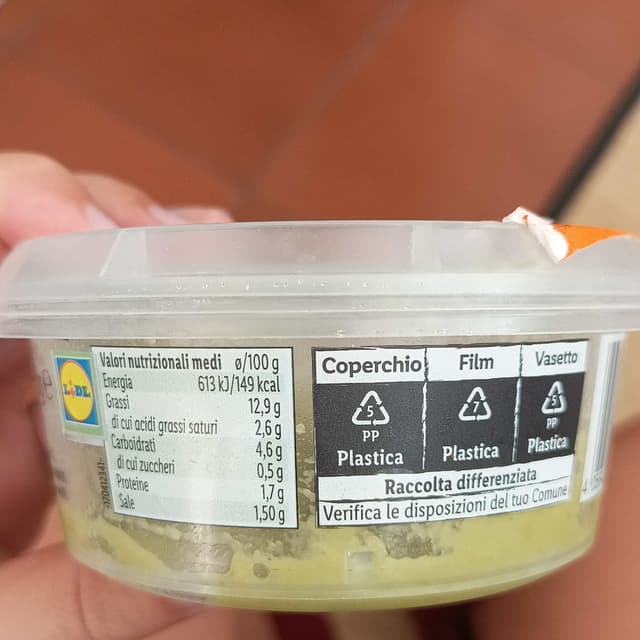 LIDL
Valori nutrizionali medi ø/100 g
Energia 613 kJ/149 kcal
Grassi 12,9 g
di cui acidi grassi saturi 2,6 g
Carboidrati 4,6 g
di cui zuccheri 0,5 g
Proteine 1,7 g
Sale 1,50 g
Coperchio Film Vasetto
5 7 5
PP PP
Plastica Plastica Plastica
Raccolta differenziata
Verifica le disposizioni del tuo Comune